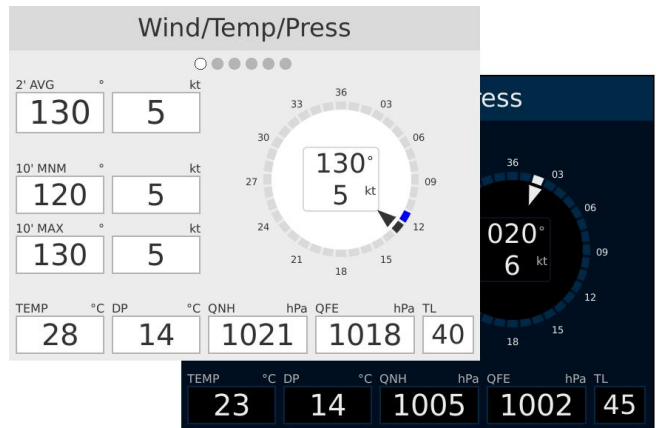 Wind/Temp/Press
2' AVG ° kt
130 5
10' MNM ° kt
120 5
10' MAX ° kt
130 5
36
33 03
30 06
27 09
24 12
21 15
18
130°
5 kt
TEMP °C DP °C QNH hPa QFE hPa TL
28 14 1021 1018 40
ess
36
03
06
09
12
15
18
020°
6 kt
TEMP °C DP °C QNH hPa QFE hPa TL
23 14 1005 1002 45